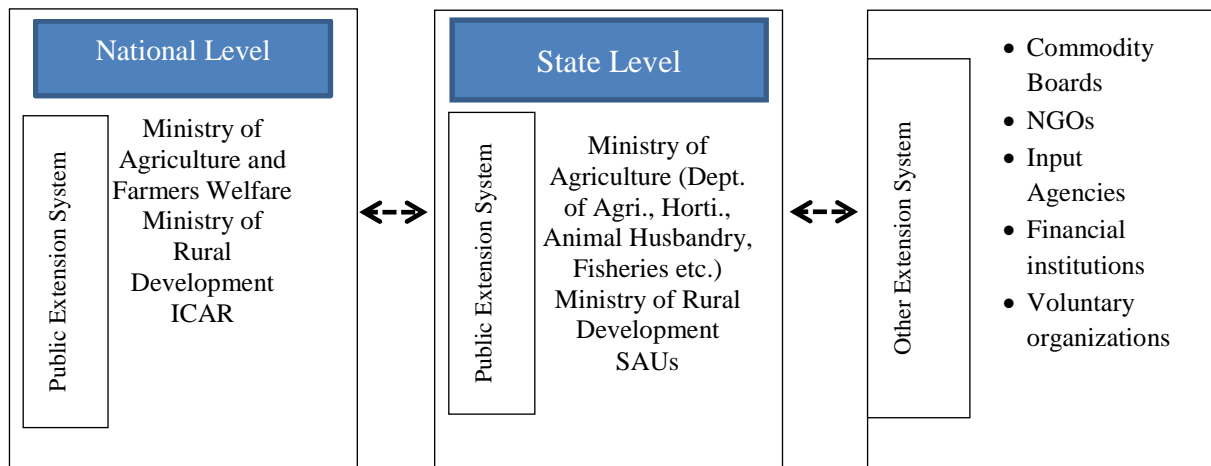 National Level
Public Extension System
Ministry of
Agriculture and
Farmers Welfare
Ministry of
Rural
Development
ICAR
State Level
Public Extension System
Ministry of
Agriculture (Dept.
of Agri., Horti.,
Animal Husbandry,
Fisheries etc.)
Ministry of Rural
Development
SAUs
Other Extension System
• Commodity
Boards
• NGOs
• Input
Agencies
• Financial
institutions
• Voluntary
organizations